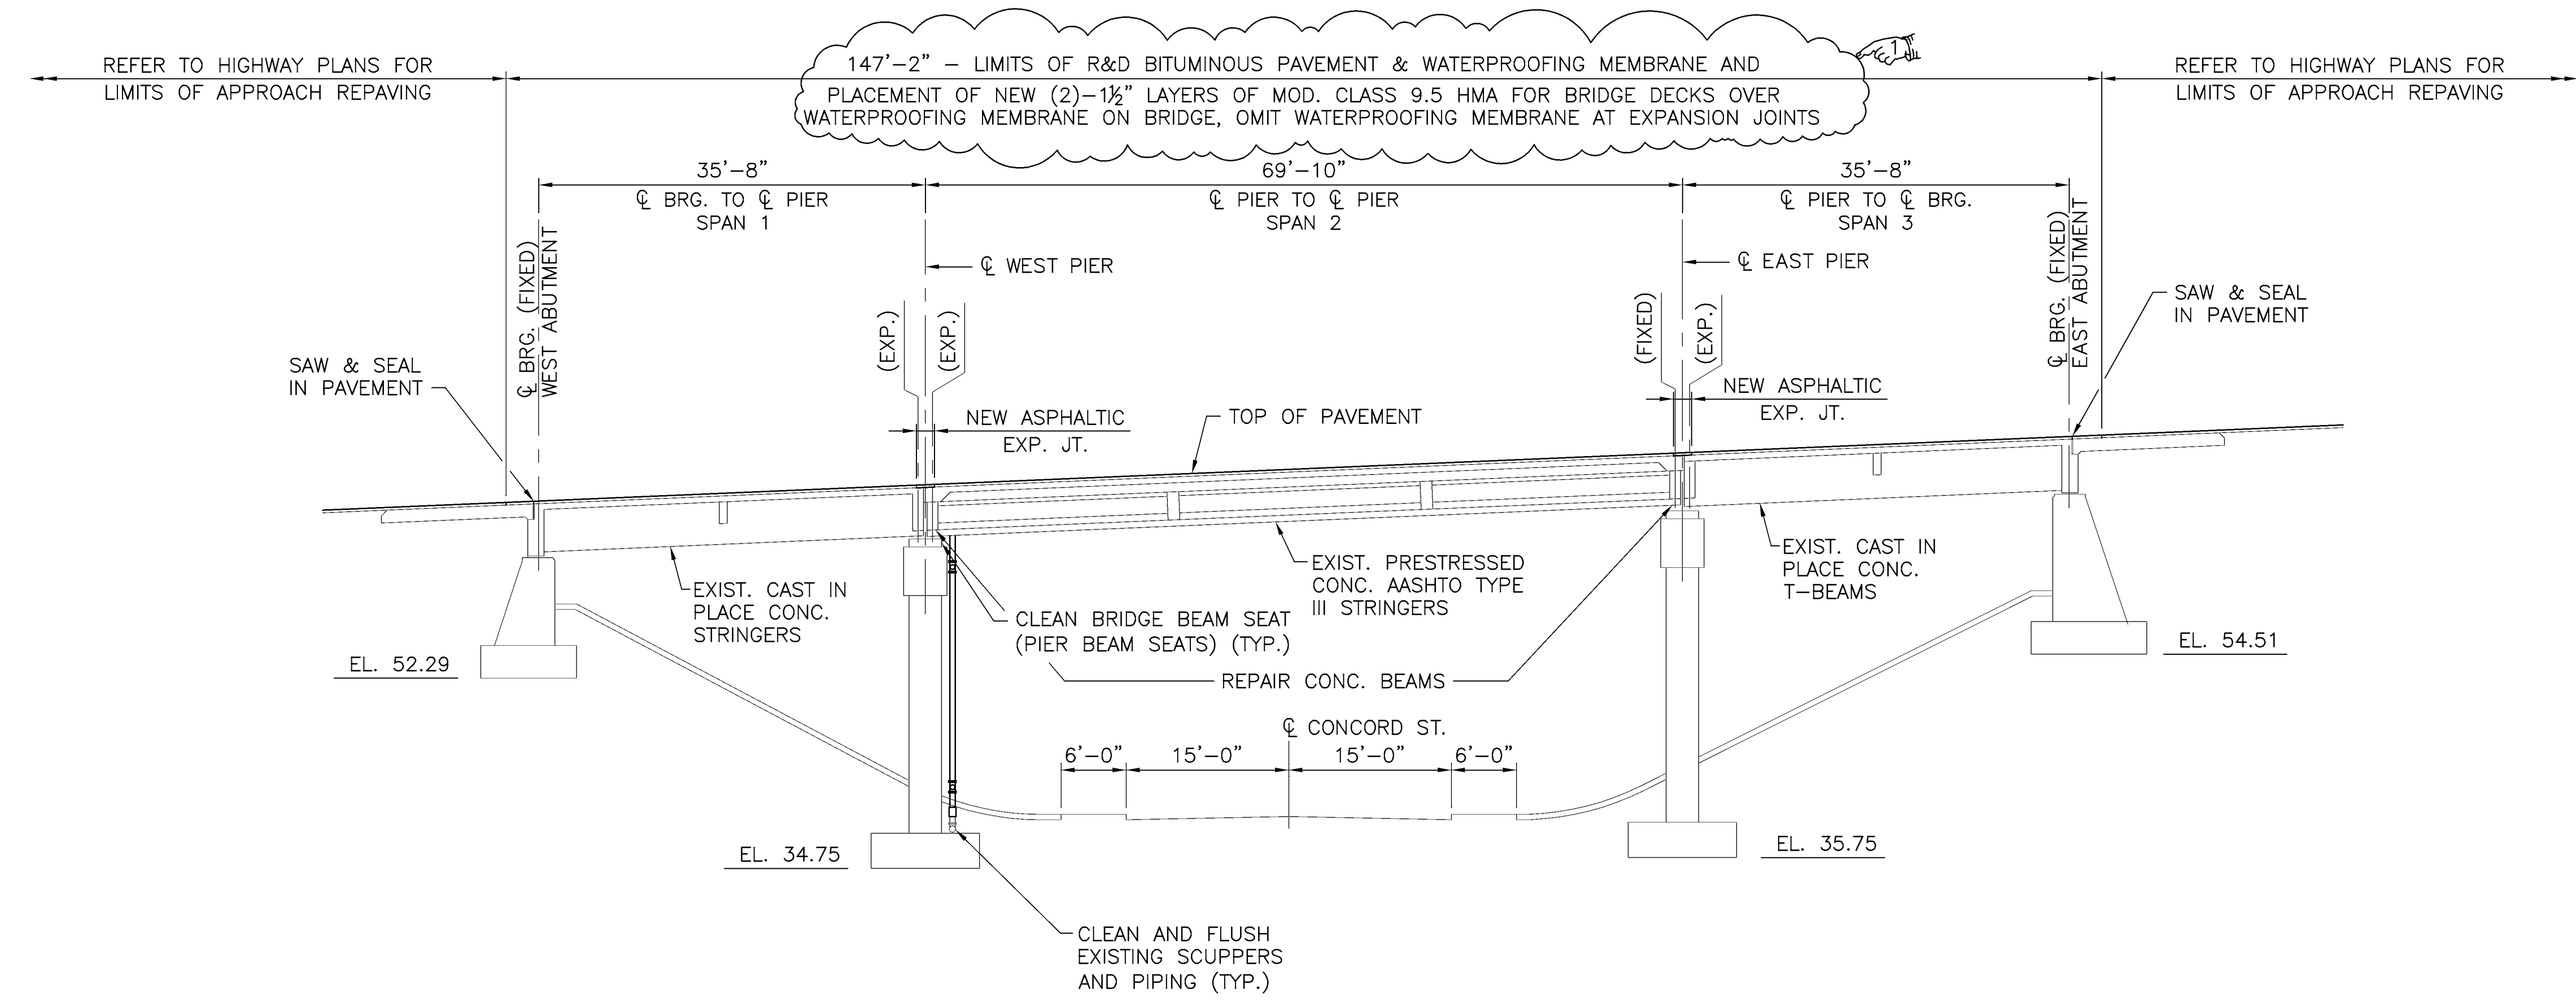 REFER TO HIGHWAY PLANS FOR
LIMITS OF APPROACH REPAVING
147'-2" - LIMITS OF R&D BITUMINOUS PAVEMENT & WATERPROOFING MEMBRANE AND
PLACEMENT OF NEW (2)-1½" LAYERS OF MOD. CLASS 9.5 HMA FOR BRIDGE DECKS OVER
WATERPROOFING MEMBRANE ON BRIDGE, OMIT WATERPROOFING MEMBRANE AT EXPANSION JOINTS
1
REFER TO HIGHWAY PLANS FOR
LIMITS OF APPROACH REPAVING
35'-8"
℄ BRG. TO ℄ PIER
SPAN 1
69'-10"
℄ PIER TO ℄ PIER
SPAN 2
35'-8"
℄ PIER TO ℄ BRG.
SPAN 3
℄ BRG. (FIXED)
WEST ABUTMENT
℄ WEST PIER
℄ EAST PIER
℄ BRG. (FIXED)
EAST ABUTMENT
(EXP.)
(EXP.)
(FIXED)
(EXP.)
SAW & SEAL
IN PAVEMENT
SAW & SEAL
IN PAVEMENT
NEW ASPHALTIC
EXP. JT.
TOP OF PAVEMENT
NEW ASPHALTIC
EXP. JT.
EXIST. CAST IN
PLACE CONC.
STRINGERS
CLEAN BRIDGE BEAM SEAT
(PIER BEAM SEATS) (TYP.)
EXIST. PRESTRESSED
CONC. AASHTO TYPE
III STRINGERS
EXIST. CAST IN
PLACE CONC.
T-BEAMS
REPAIR CONC. BEAMS
EL. 52.29
EL. 54.51
℄ CONCORD ST.
6'-0"
15'-0"
15'-0"
6'-0"
EL. 34.75
EL. 35.75
CLEAN AND FLUSH
EXISTING SCUPPERS
AND PIPING (TYP.)